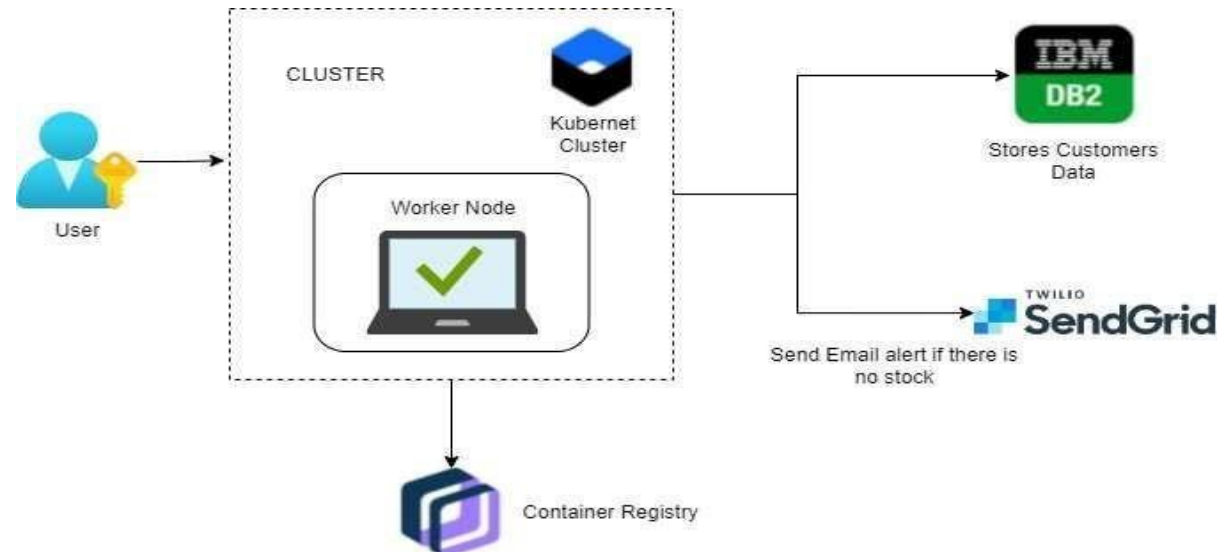 CLUSTER
Kubernet
Cluster
Worker Node
User
IBM
DB2
Stores Customers
Data
TWILIO
SendGrid
Send Email alert if there is
no stock
Container Registry